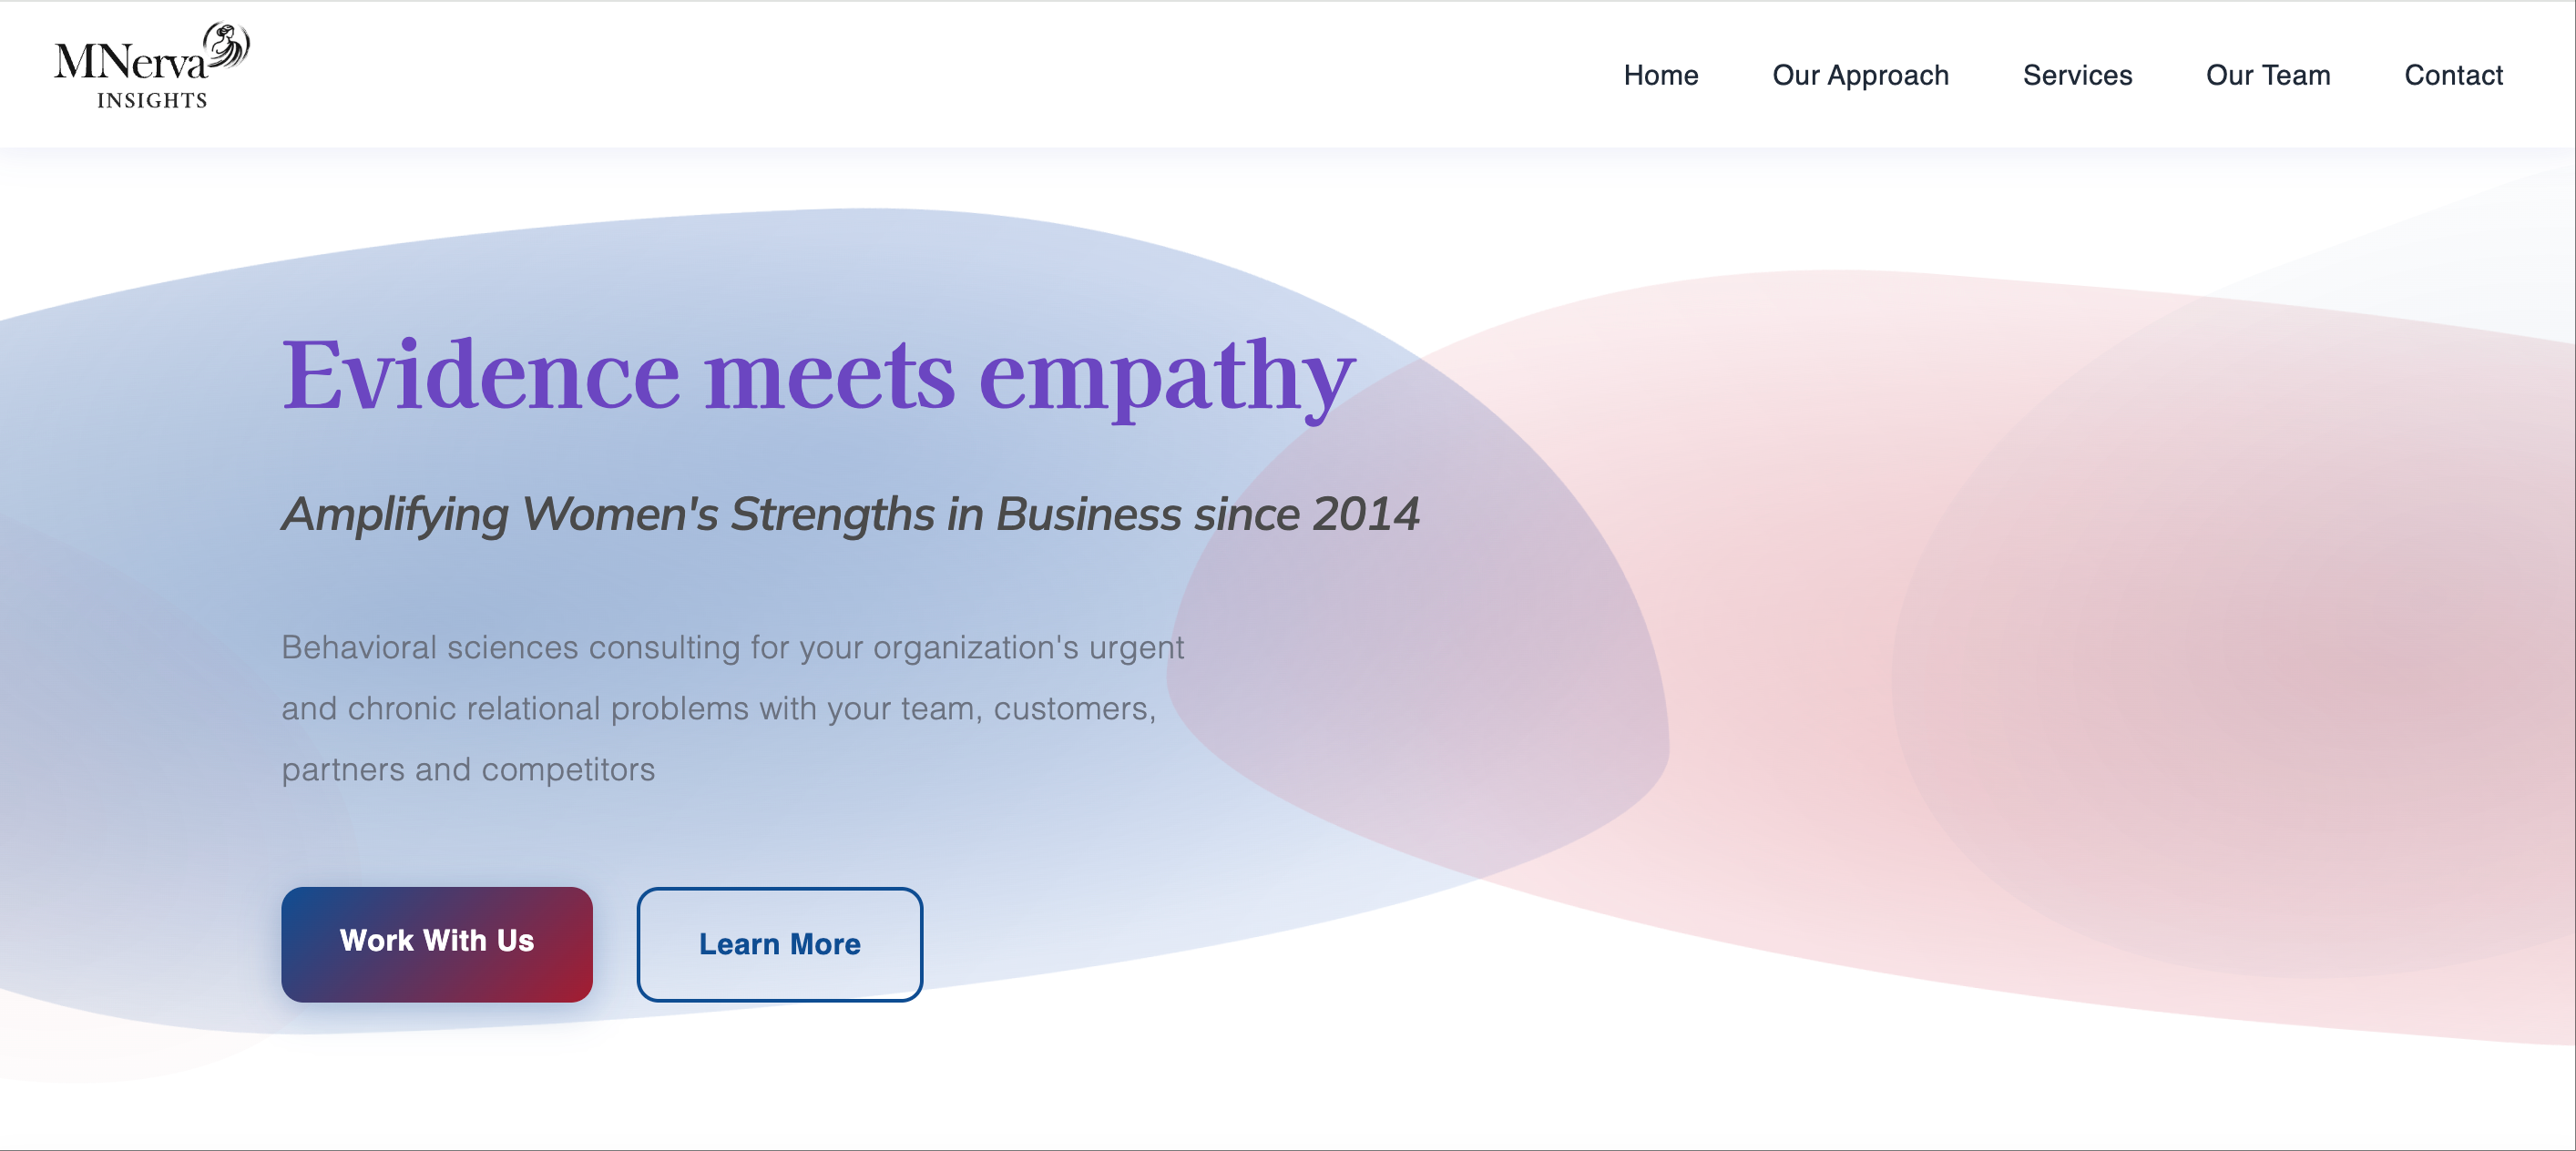 MNerva
INSIGHTS
Home
Our Approach
Services
Our Team
Contact
Evidence meets empathy
Amplifying Women's Strengths in Business since 2014
Behavioral sciences consulting for your organization's urgent
and chronic relational problems with your team, customers,
partners and competitors
Work With Us
Learn More